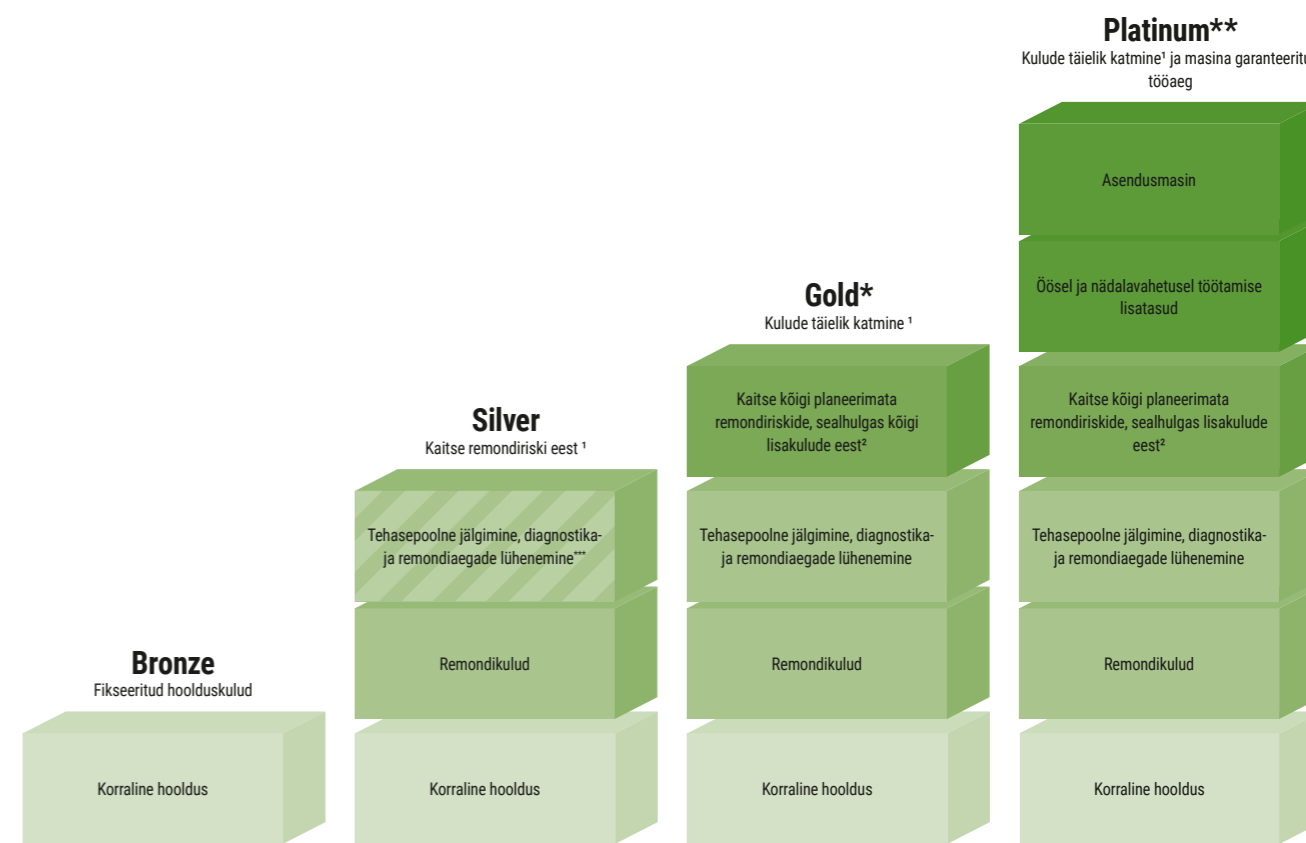 Bronze
Fikseeritud hoolduskulud
Korraline hooldus
Silver
Kaitse remondiriski eest ¹
Tehasepoolne jälgimine, diagnostika-
ja remondiaegade lühenemine***
Remondikulud
Korraline hooldus
Gold*
Kulude täielik katmine ¹
Kaitse kõigi planeerimata
remondiriskide, sealhulgas kõigi
lisakulude eest²
Tehasepoolne jälgimine, diagnostika-
ja remondiaegade lühenemine
Remondikulud
Korraline hooldus
Platinum**
Kulude täielik katmine¹ ja masina
tööaeg
Asendusmasin
Öösel ja nädalavahetusel töötamise
lisatasud
Kaitse kõigi planeerimata
remondiriskide, sealhulgas lisakulude
eest²
Tehasepoolne jälgimine, diagnostika-
ja remondiaegade lühenemine
Remondikulud
Korraline hooldus